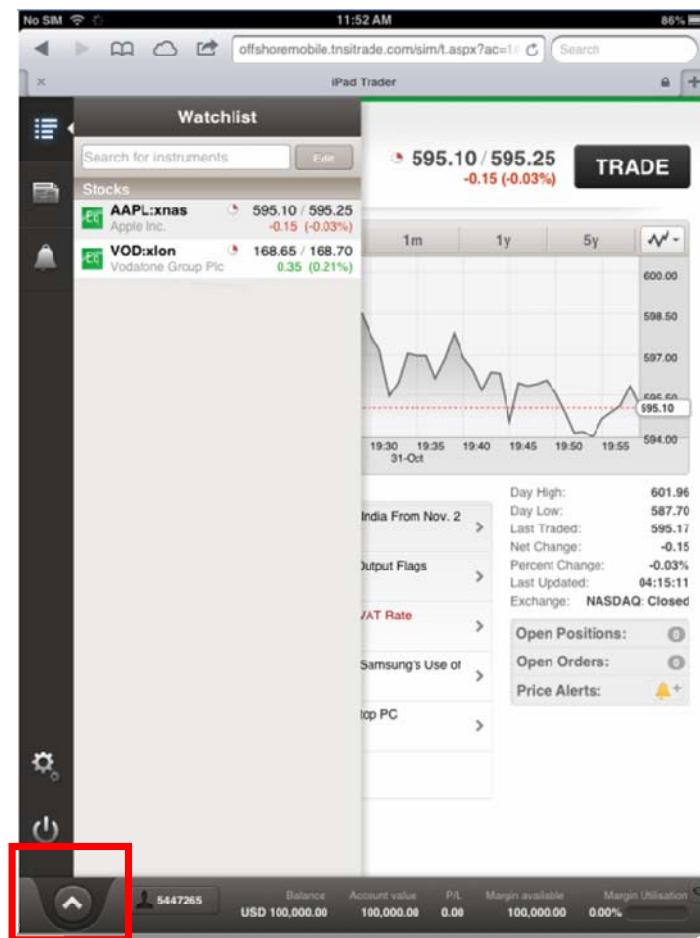 No SIM 11:52 AM 86%
offshoremobile.tnsitrade.com/sim/t.aspx?ac=1 Search
iPad Trader
Watchlist
Search for instruments Edit
Stocks
AAPL:xnas 595.10 / 595.25
Apple Inc. -0.15 (-0.03%)
VOD:xlon 168.65 / 168.70
Vodafone Group Plc 0.35 (0.21%)
595.10 / 595.25
-0.15 (-0.03%)
TRADE
1m 1y 5y
600.00
598.50
597.00
595.50
595.10
594.00
19:30 19:35 19:40 19:45 19:50 19:55
31-Oct
India From Nov. 2
Output Flags
VAT Rate
Samsung's Use of
top PC
Day High: 601.96
Day Low: 587.70
Last Traded: 595.17
Net Change: -0.15
Percent Change: -0.03%
Last Updated: 04:15:11
Exchange: NASDAQ: Closed
Open Positions: 0
Open Orders: 0
Price Alerts: +
5447265
Balance Account value P/L Margin available Margin Utilisation
USD 100,000.00 100,000.00 0.00 100,000.00 0.00%